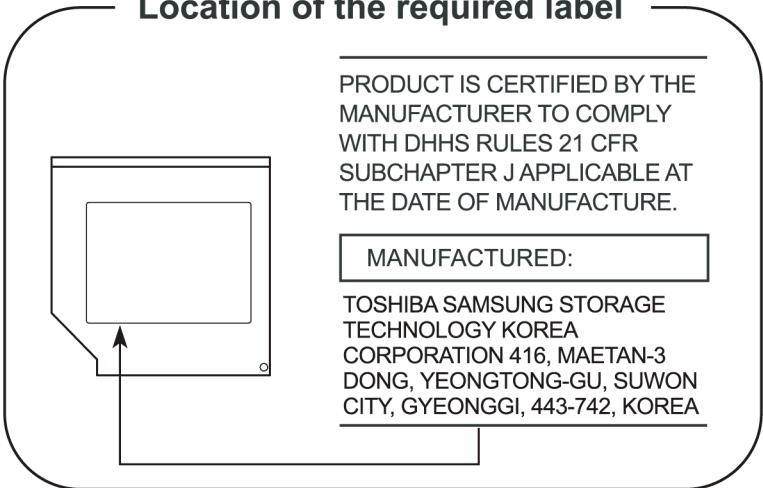 Location of the required label
PRODUCT IS CERTIFIED BY THE
MANUFACTURER TO COMPLY
WITH DHHS RULES 21 CFR
SUBCHAPTER J APPLICABLE AT
THE DATE OF MANUFACTURE.
MANUFACTURED:
TOSHIBA SAMSUNG STORAGE
TECHNOLOGY KOREA
CORPORATION 416, MAETAN-3
DONG, YEONGTONG-GU, SUWON
CITY, GYEONGGI, 443-742, KOREA